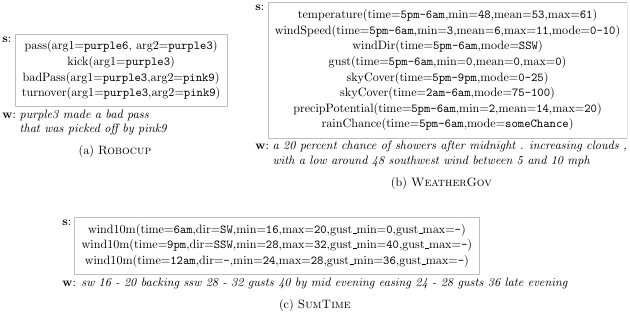 s:
pass(arg1=purple6, arg2=purple3)
kick(arg1=purple3)
badPass(arg1=purple3,arg2=pink9)
turnover(arg1=purple3,arg2=pink9)
w: purple3 made a bad pass
that was picked off by pink9
(a) ROBOCUP
s:
temperature(time=5pm-6am,min=48,mean=53,max=61)
windSpeed(time=5pm-6am,min=3,mean=6,max=11,mode=0-10)
windDir(time=5pm-6am,mode=SSW)
gust(time=5pm-6am,min=0,mean=0,max=0)
skyCover(time=5pm-9pm,mode=0-25)
skyCover(time=2am-6am,mode=75-100)
precipPotential(time=5pm-6am,min=2,mean=14,max=20)
rainChance(time=5pm-6am,mode=someChance)
w: a 20 percent chance of showers after midnight . increasing clouds ,
with a low around 48 southwest wind between 5 and 10 mph
(b) WEATHERGOV
s:
wind10m(time=6am,dir=SW,min=16,max=20,gust_min=0,gust_max=-)
wind10m(time=9pm,dir=SSW,min=28,max=32,gust_min=40,gust_max=-)
wind10m(time=12am,dir=-,min=24,max=28,gust_min=36,gust_max=-)
w: sw 16 - 20 backing ssw 28 - 32 gusts 40 by mid evening easing 24 - 28 gusts 36 late evening
(c) SUMTIME